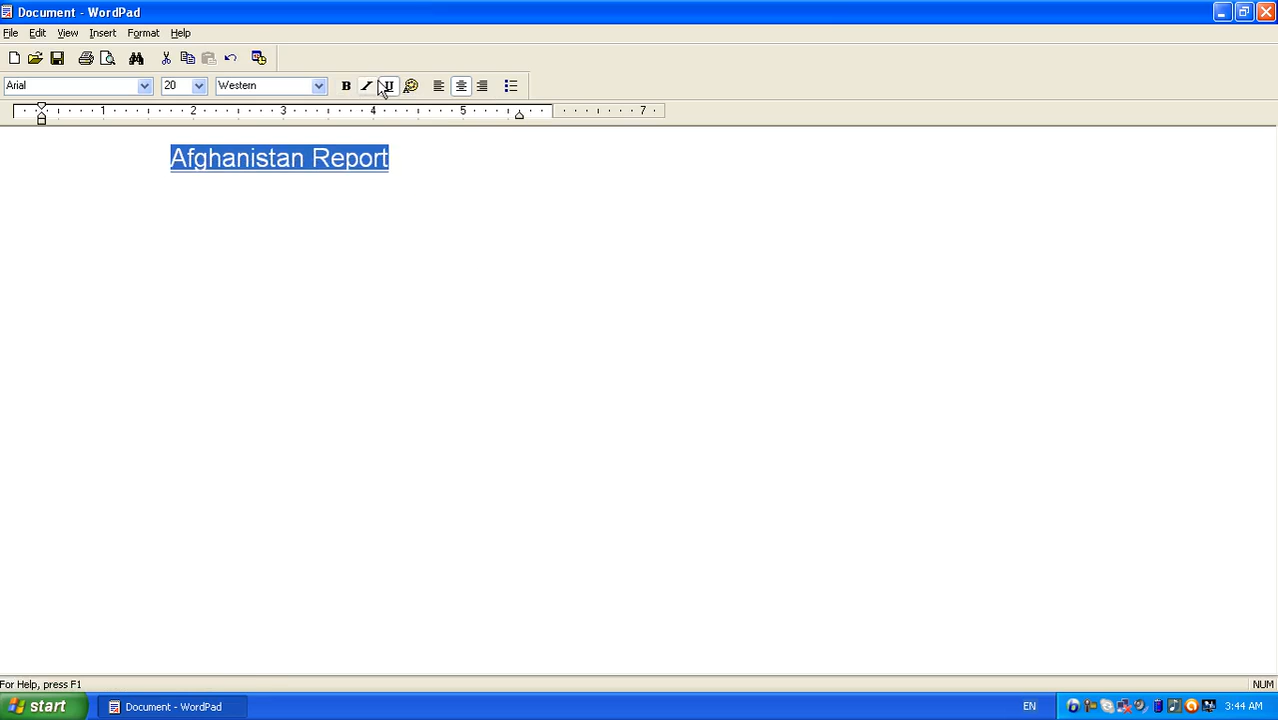 Document - WordPad
File Edit View Insert Format Help
Arial 20 Western B I U
1 2 3 4 5 7
Afghanistan Report
For Help, press F1 NUM
start Document - WordPad EN 3:44 AM